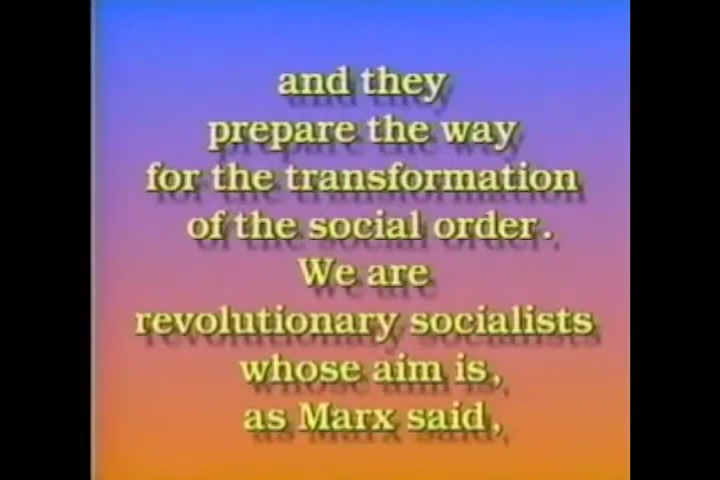 and they
prepare the way
for the transformation
of the social order.
We are
revolutionary socialists
whose aim is,
as Marx said,